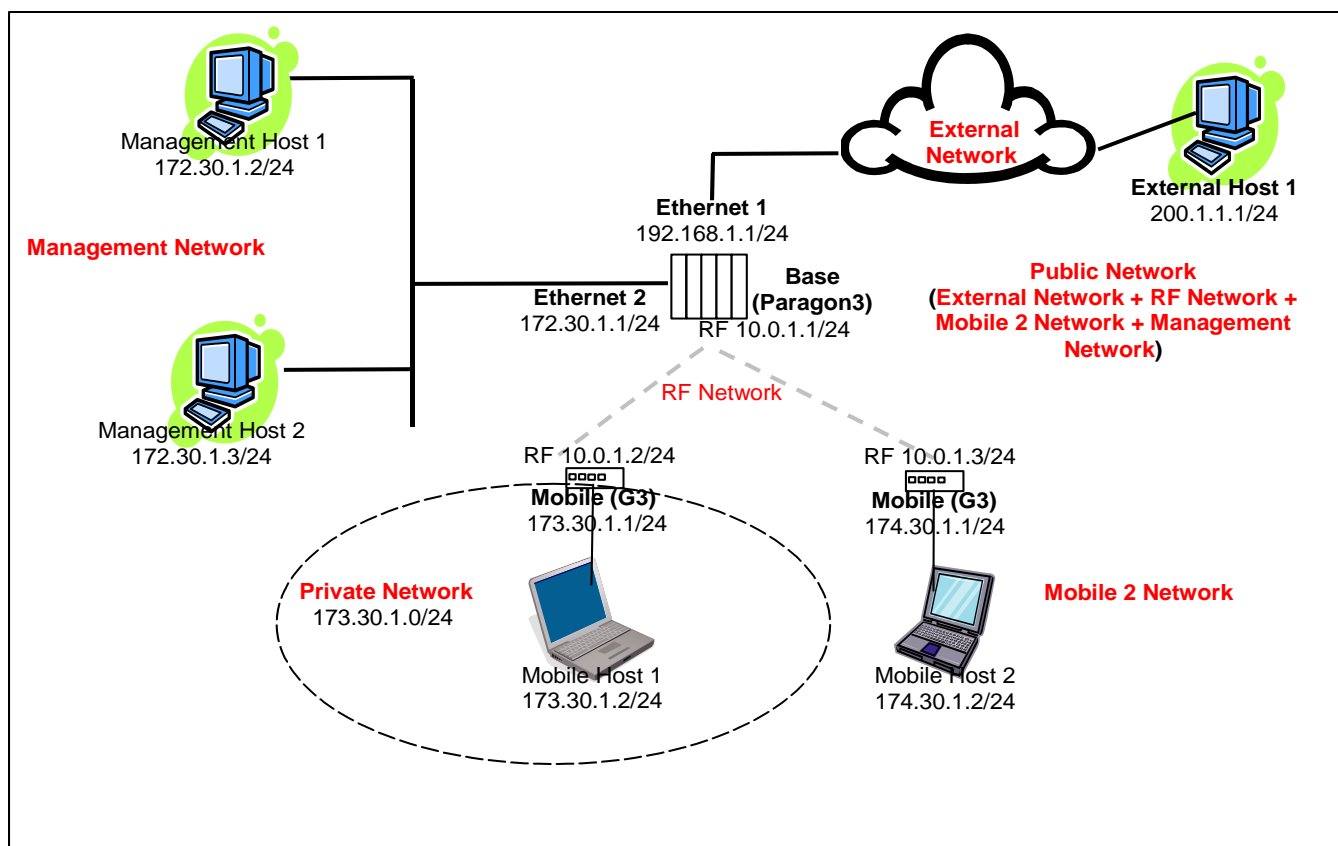 Management Host 1
172.30.1.2/24
External
Network
External Host 1
200.1.1.1/24
Ethernet 1
192.168.1.1/24
Management Network
Public Network
(External Network + RF Network +
Mobile 2 Network + Management
Network)
Base
(Paragon3)
Ethernet 2
172.30.1.1/24
RF 10.0.1.1/24
RF Network
Management Host 2
172.30.1.3/24
RF 10.0.1.2/24
Mobile (G3)
173.30.1.1/24
RF 10.0.1.3/24
Mobile (G3)
174.30.1.1/24
Private Network
173.30.1.0/24
Mobile 2 Network
Mobile Host 1
173.30.1.2/24
Mobile Host 2
174.30.1.2/24